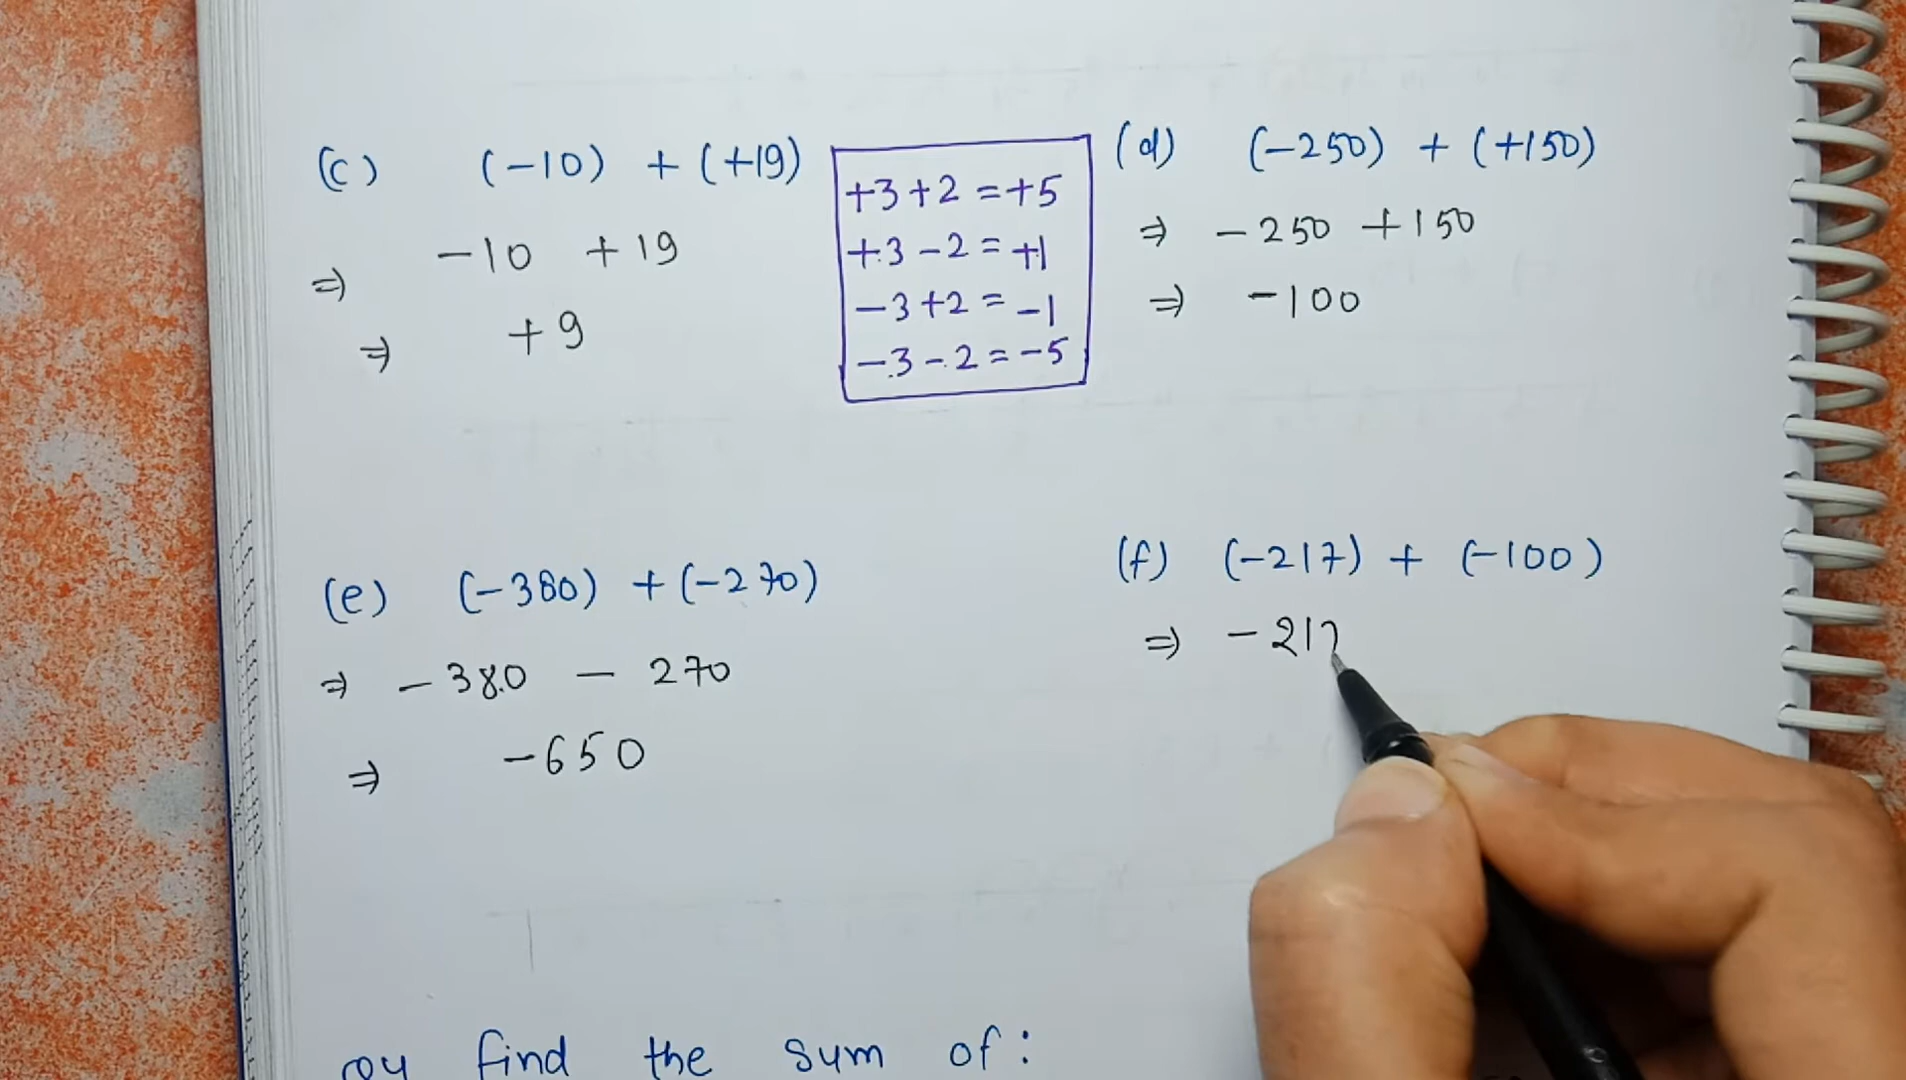 (c) (-10) + (+19)
⇒ -10 +19
⇒ +9
+3+2=+5
+3-2=+1
-3+2=-1
-3-2=-5
(d) (-250) + (+150)
⇒ -250 +150
⇒ -100
(e) (-380) + (-270)
⇒ -380 - 270
⇒ -650
(f) (-217) + (-100)
⇒ -217
find the sum of: